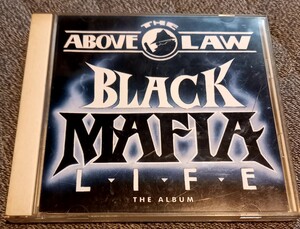 THE
ABOVE LAW
BLACK
MAFIA
L·I·F·E
THE ALBUM